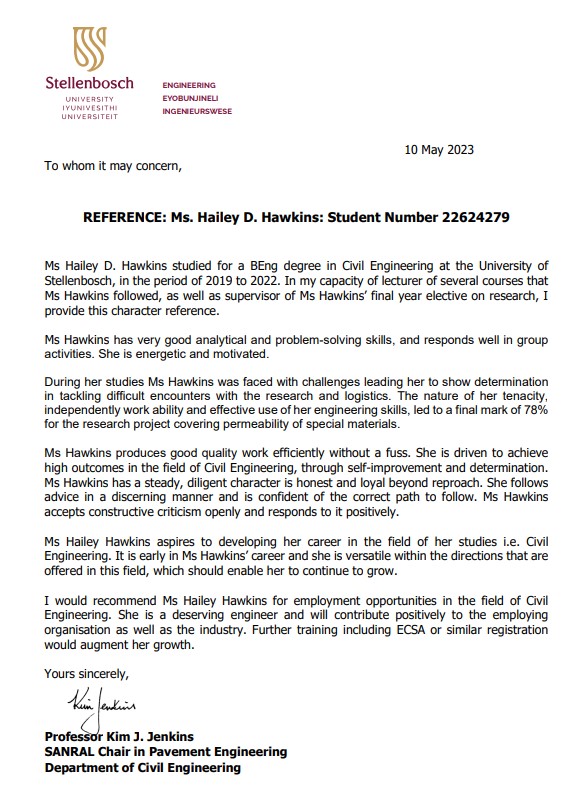 Stellenbosch
UNIVERSITY
IYUNIVESITHI
UNIVERSITEIT
ENGINEERING
EYOBUNJINELI
INGENIEURSWESE
10 May 2023
To whom it may concern,
REFERENCE: Ms. Hailey D. Hawkins: Student Number 22624279
Ms Hailey D. Hawkins studied for a BEng degree in Civil Engineering at the University of
Stellenbosch, in the period of 2019 to 2022. In my capacity of lecturer of several courses that
Ms Hawkins followed, as well as supervisor of Ms Hawkins’ final year elective on research, I
provide this character reference.
Ms Hawkins has very good analytical and problem-solving skills, and responds well in group
activities. She is energetic and motivated.
During her studies Ms Hawkins was faced with challenges leading her to show determination
in tackling difficult encounters with the research and logistics. The nature of her tenacity,
independently work ability and effective use of her engineering skills, led to a final mark of 78%
for the research project covering permeability of special materials.
Ms Hawkins produces good quality work efficiently without a fuss. She is driven to achieve
high outcomes in the field of Civil Engineering, through self-improvement and determination.
Ms Hawkins has a steady, diligent character is honest and loyal beyond reproach. She follows
advice in a discerning manner and is confident of the correct path to follow. Ms Hawkins
accepts constructive criticism openly and responds to it positively.
Ms Hailey Hawkins aspires to developing her career in the field of her studies i.e. Civil
Engineering. It is early in Ms Hawkins’ career and she is versatile within the directions that are
offered in this field, which should enable her to continue to grow.
I would recommend Ms Hailey Hawkins for employment opportunities in the field of Civil
Engineering. She is a deserving engineer and will contribute positively to the employing
organisation as well as the industry. Further training including ECSA or similar registration
would augment her growth.
Yours sincerely,
Kim Jenkins
Professor Kim J. Jenkins
SANRAL Chair in Pavement Engineering
Department of Civil Engineering